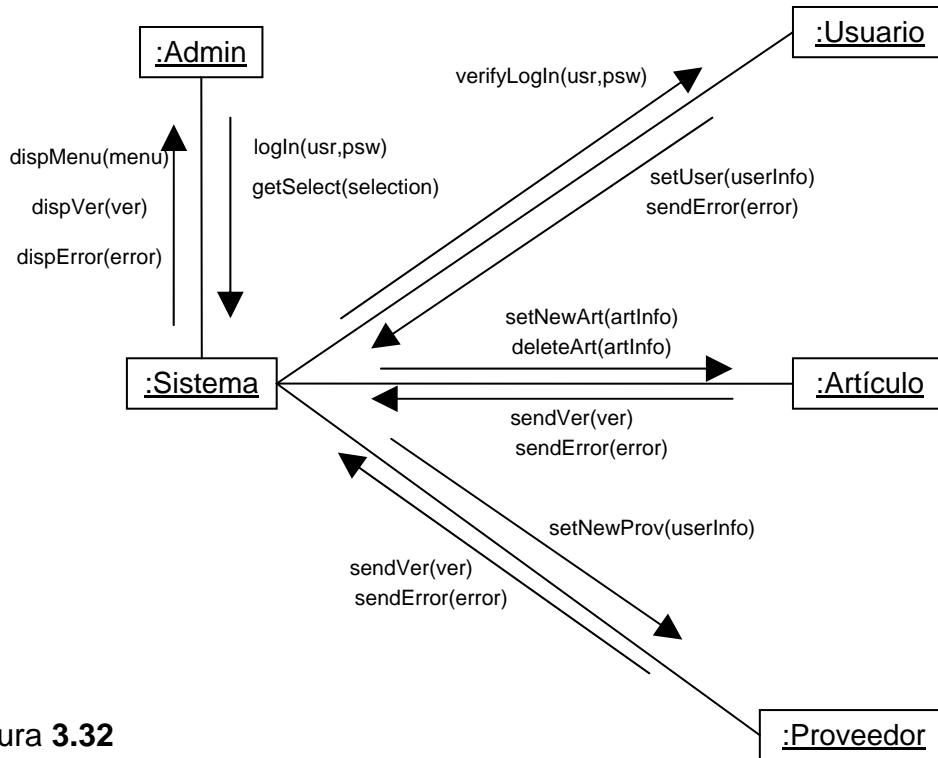 :Usuario
:Admin
verifyLogIn(usr,psw)
logIn(usr,psw)
dispMenu(menu)
getSelect(selection)
setUser(userInfo)
dispVer(ver)
sendError(error)
dispError(error)
setNewArt(artInfo)
deleteArt(artInfo)
:Sistema
:Artículo
sendVer(ver)
sendError(error)
setNewProv(userInfo)
sendVer(ver)
sendError(error)
ura 3.32
:Proveedor